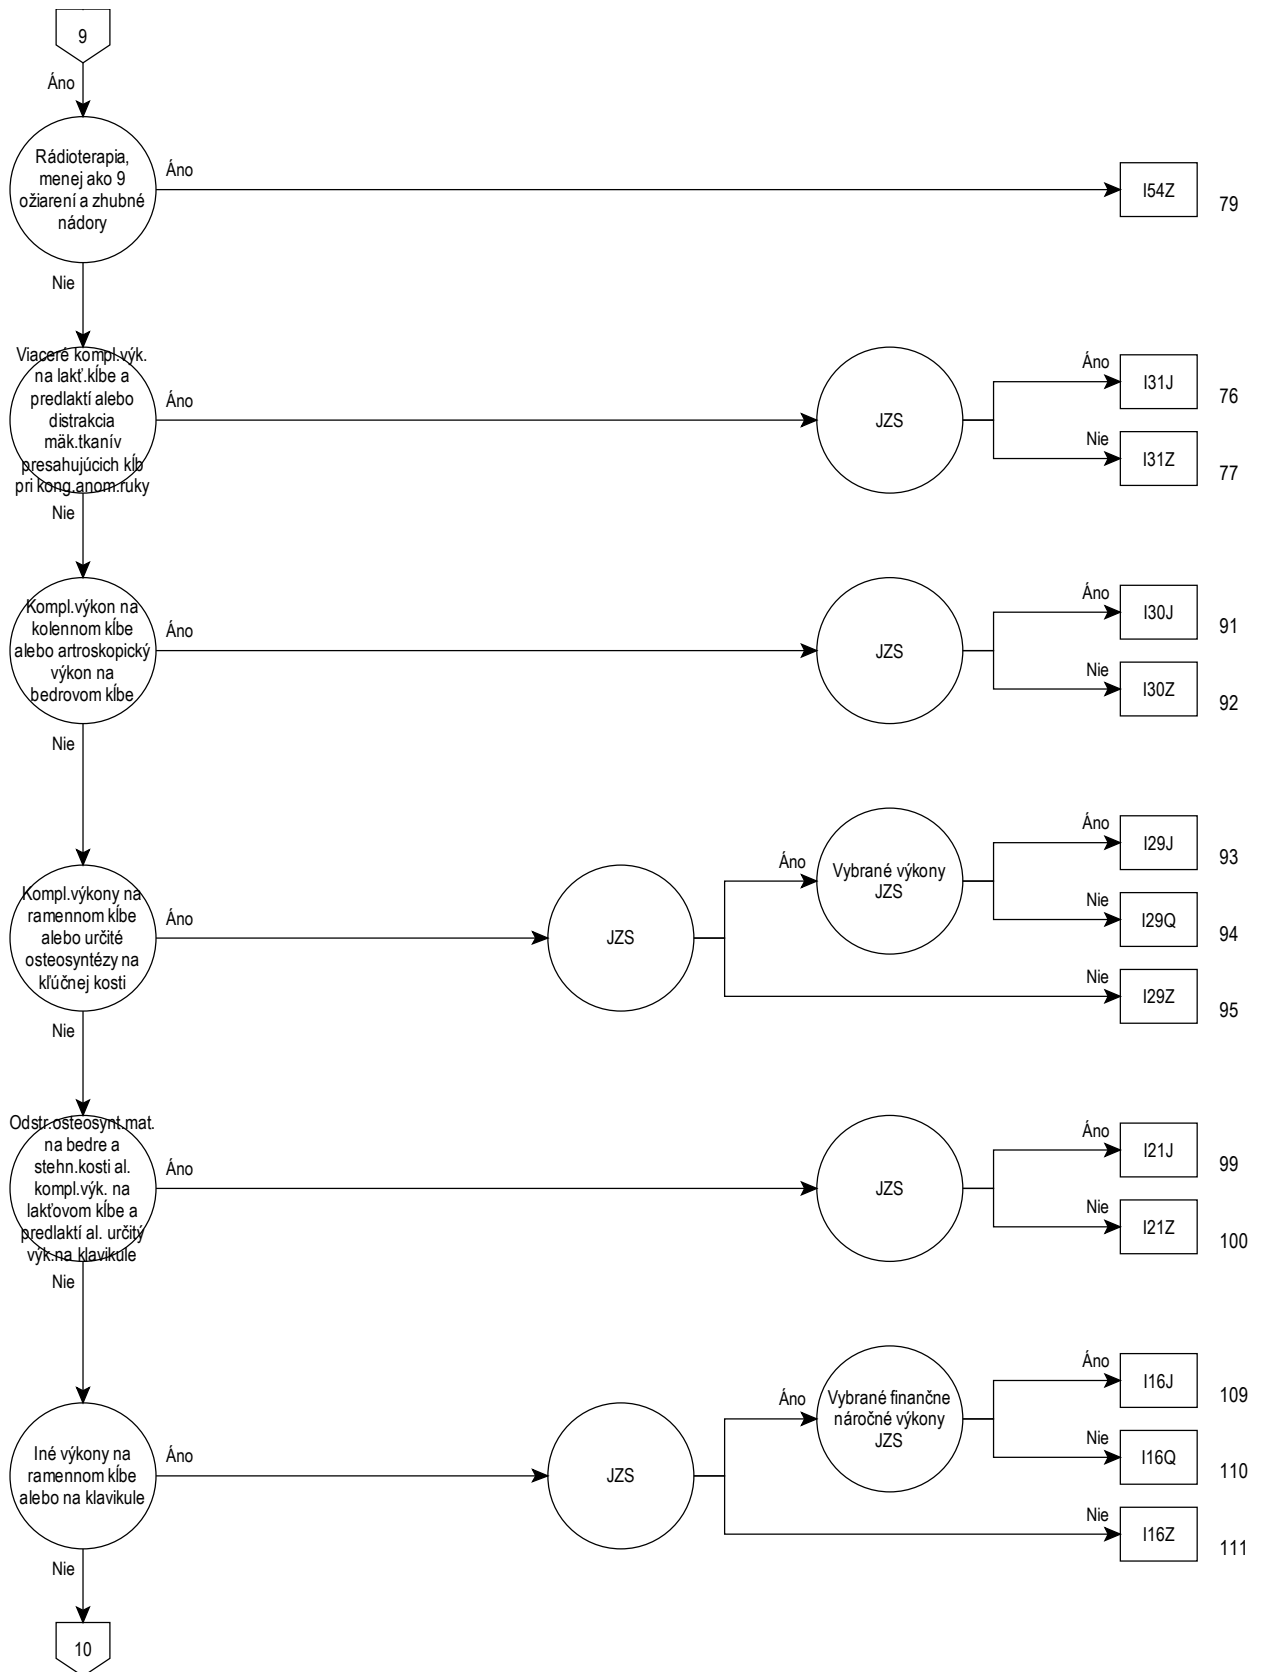 9
Áno
Rádioterapia,
menej ako 9
ožiarení a zhubné
nádory
Áno
I54Z
79
Nie
Viaceré kompl.výk.
na lakť.kĺbe a
predlaktí alebo
distrakcia
mäk.tkanív
presahujúcich kĺb
pri kong.anom.ruky
Áno
JZS
Áno
I31J
76
Nie
I31Z
77
Nie
Kompl.výkon na
kolennom kĺbe
alebo artroskopický
výkon na
bedrovom kĺbe
Áno
JZS
Áno
I30J
91
Nie
I30Z
92
Nie
Kompl.výkony na
ramennom kĺbe
alebo určité
osteosyntézy na
kľúčnej kosti
Áno
JZS
Áno
Vybrané výkony
JZS
Áno
I29J
93
Nie
I29Q
94
Nie
I29Z
95
Nie
Odstr.osteosynt.mat.
na bedre a
stehn.kosti al.
kompl.výk. na
lakťovom kĺbe a
predlaktí al. určitý
výk.na klavikule
Áno
JZS
Áno
I21J
99
Nie
I21Z
100
Nie
Iné výkony na
ramennom kĺbe
alebo na klavikule
Áno
JZS
Áno
Vybrané finančne
náročné výkony
JZS
Áno
I16J
109
Nie
I16Q
110
Nie
I16Z
111
Nie
10